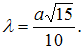 λ = a√15/10.